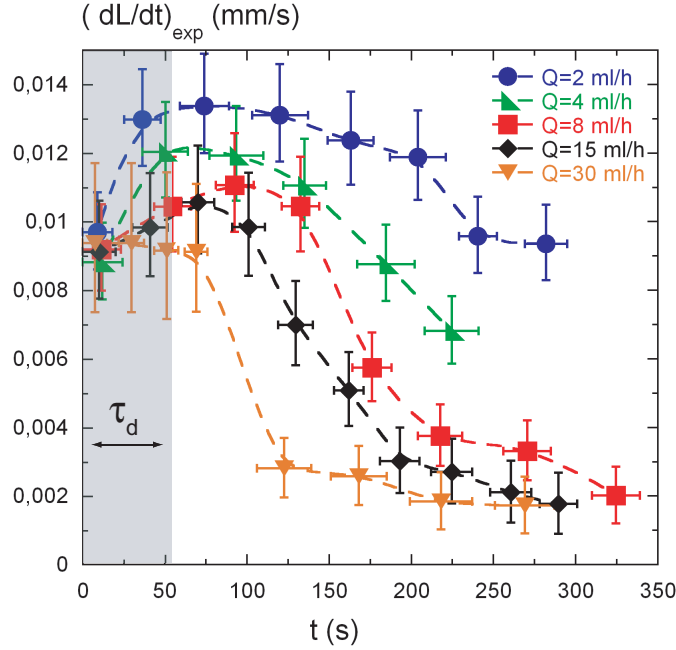 ( dL/dt)exp (mm/s)
0,014
0,012
0,01
0,008
0,006
0,004
0,002
0
Q=2 ml/h
Q=4 ml/h
Q=8 ml/h
Q=15 ml/h
Q=30 ml/h
τd
0 50 100 150 200 250 300 350
t (s)